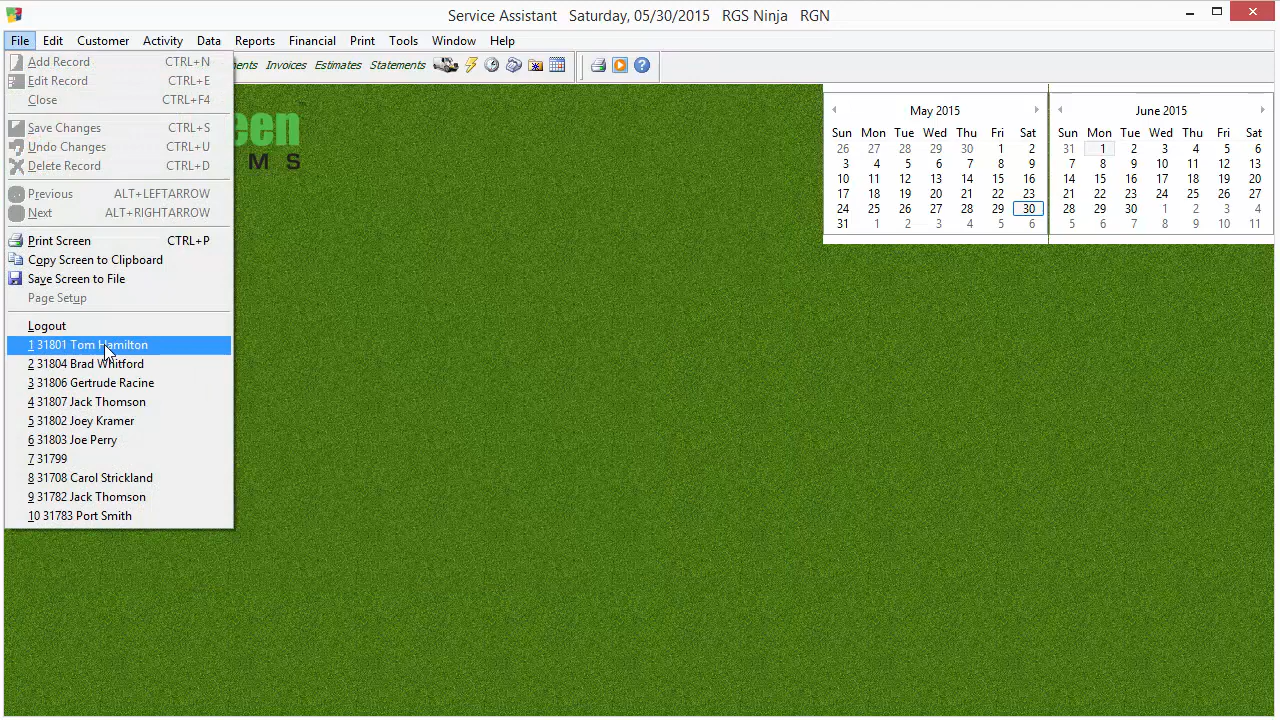 Service Assistant Saturday, 05/30/2015 RGS Ninja RGN
File Edit Customer Activity Data Reports Financial Print Tools Window Help
Invoices Estimates Statements
Add Record CTRL+N
Edit Record CTRL+E
Close CTRL+F4
Save Changes CTRL+S
Undo Changes CTRL+U
Delete Record CTRL+D
Previous ALT+LEFTARROW
Next ALT+RIGHTARROW
Print Screen CTRL+P
Copy Screen to Clipboard
Save Screen to File
Page Setup
Logout
1 31801 Tom Hamilton
2 31804 Brad Whitford
3 31806 Gertrude Racine
4 31807 Jack Thomson
5 31802 Joey Kramer
6 31803 Joe Perry
7 31799
8 31708 Carol Strickland
9 31782 Jack Thomson
10 31783 Port Smith
een
M S
May 2015
Sun Mon Tue Wed Thu Fri Sat
26 27 28 29 30 1 2
3 4 5 6 7 8 9
10 11 12 13 14 15 16
17 18 19 20 21 22 23
24 25 26 27 28 29 30
31 1 2 3 4 5 6
June 2015
Sun Mon Tue Wed Thu Fri Sat
31 1 2 3 4 5 6
7 8 9 10 11 12 13
14 15 16 17 18 19 20
21 22 23 24 25 26 27
28 29 30 1 2 3 4
5 6 7 8 9 10 11